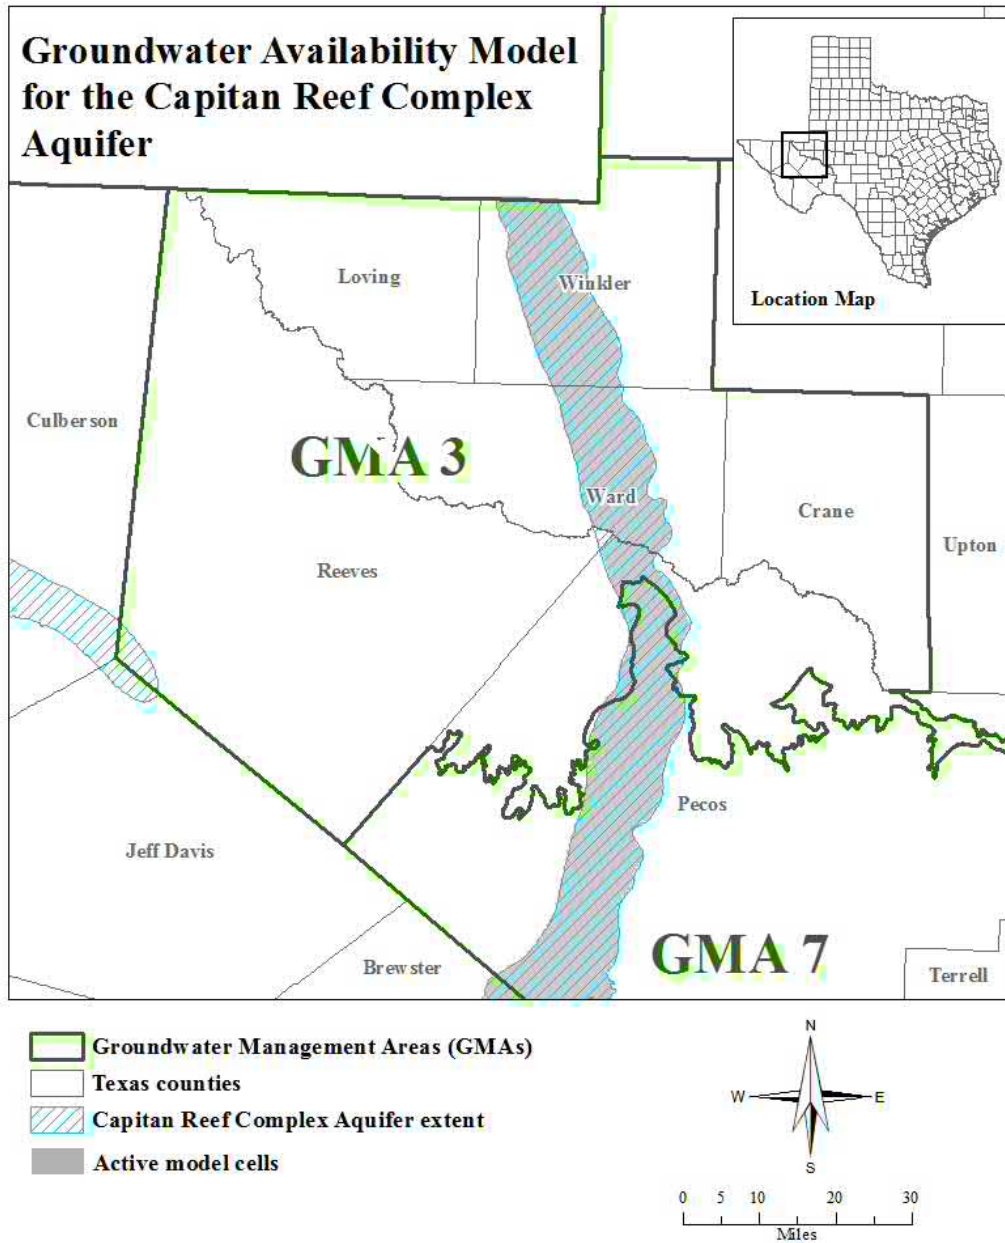 Groundwater Availability Model
for the Capitan Reef Complex
Aquifer
Location Map
Loving
Winkler
Culberson
GMA 3
Ward
Crane
Upton
Reeves
Pecos
Jeff Davis
GMA 7
Brewster
Terrell
Groundwater Management Areas (GMAs)
Texas counties
Capitan Reef Complex Aquifer extent
Active model cells
N
W
E
S
0 5 10 20 30
Miles